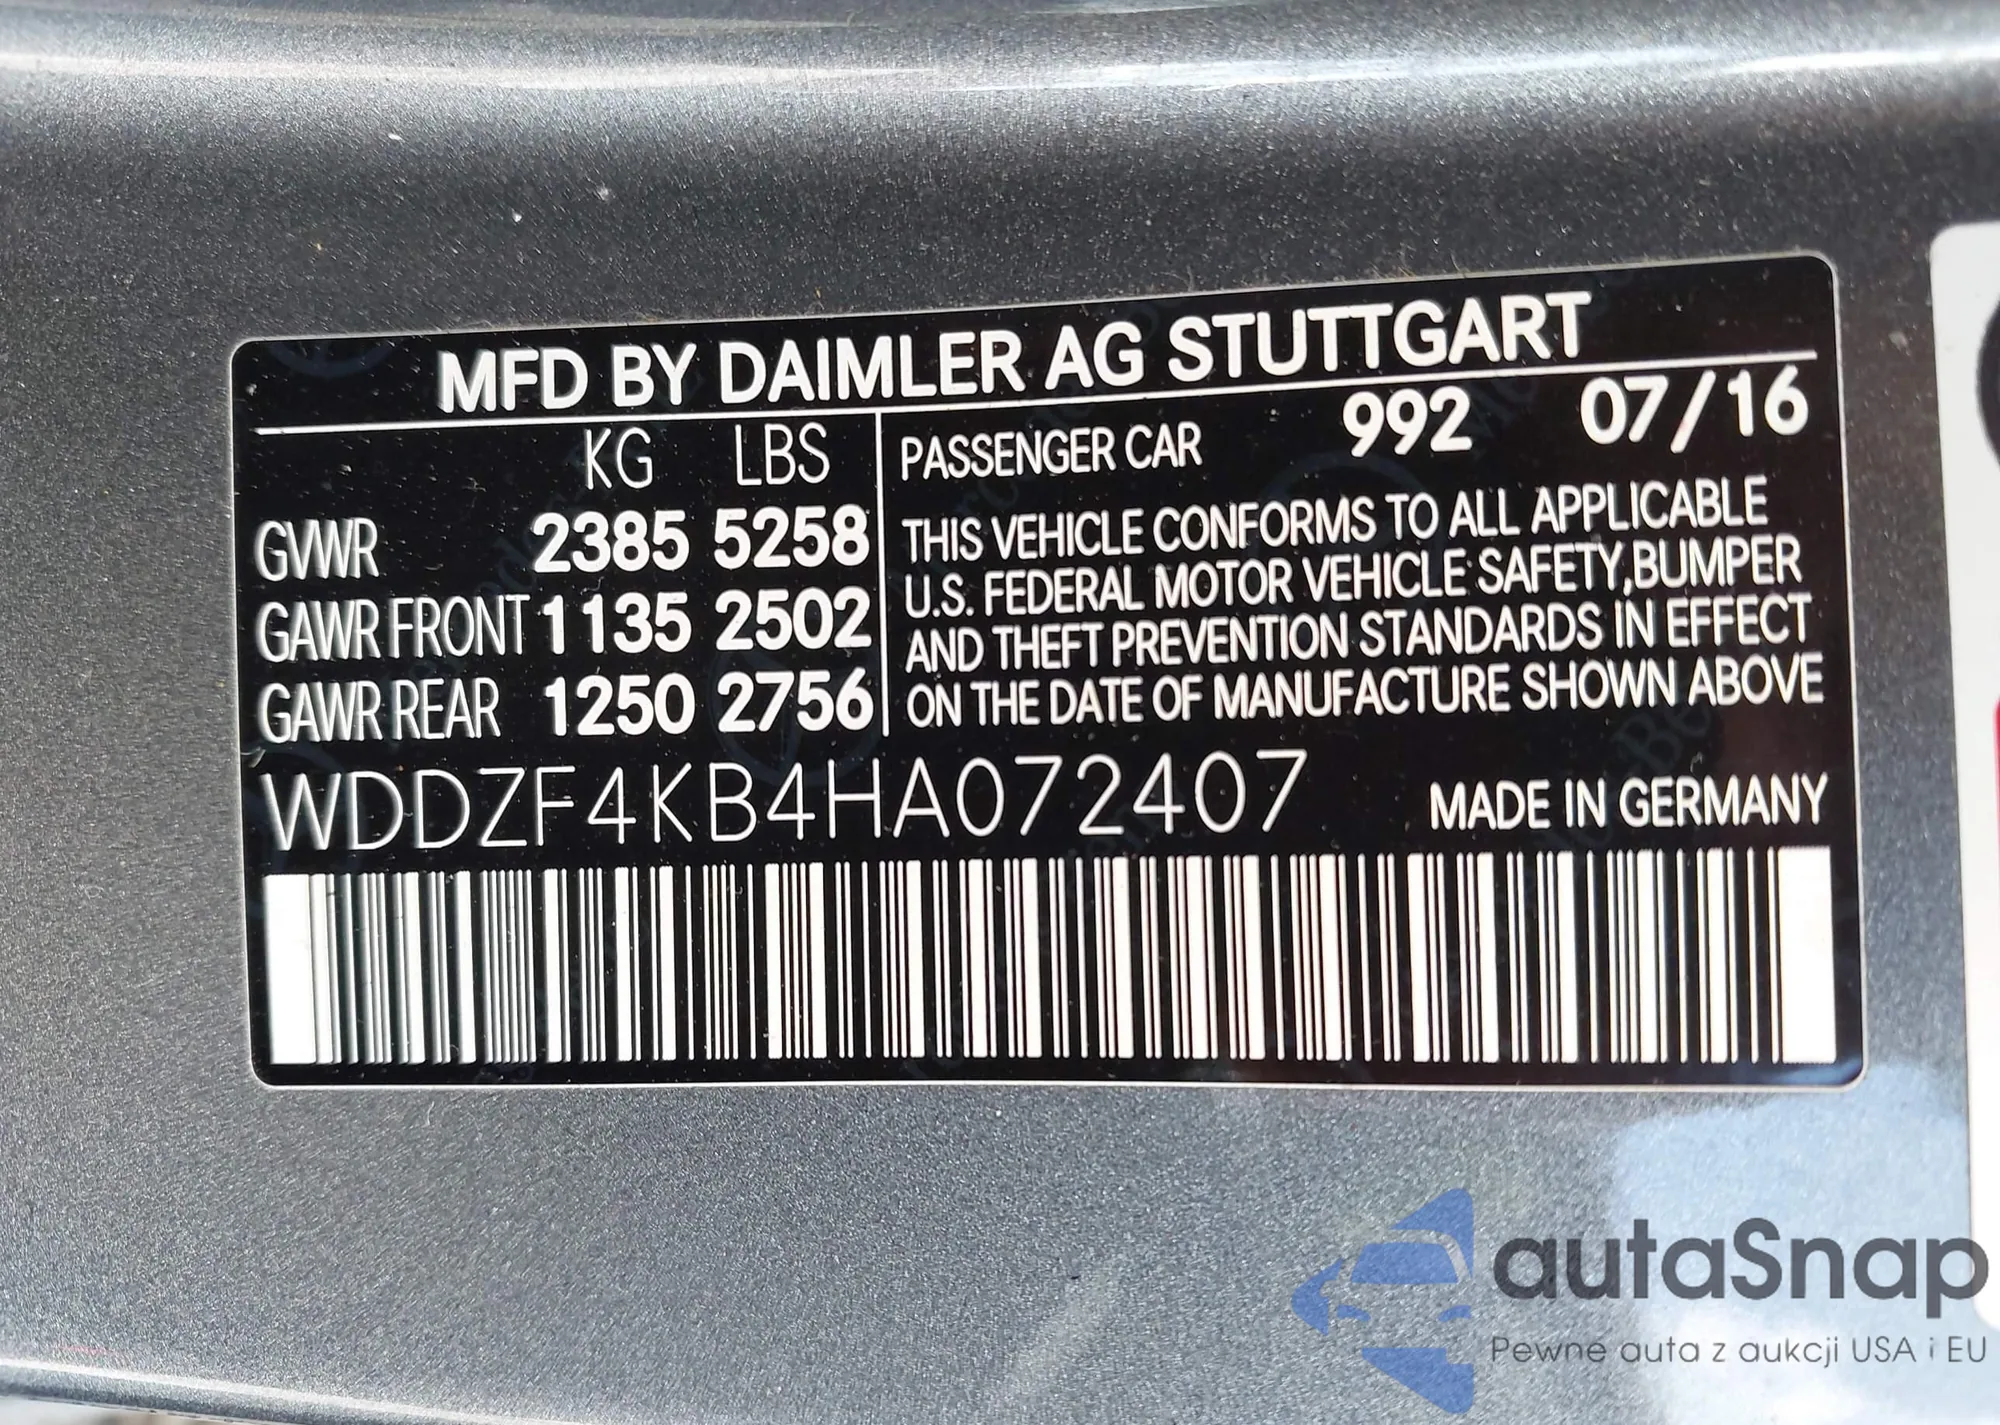 MFD BY DAIMLER AG STUTTGART
KG LBS
GVWR 2385 5258
GAWR FRONT 1135 2502
GAWR REAR 1250 2756
PASSENGER CAR 992 07/16
THIS VEHICLE CONFORMS TO ALL APPLICABLE
U.S. FEDERAL MOTOR VEHICLE SAFETY,BUMPER
AND THEFT PREVENTION STANDARDS IN EFFECT
ON THE DATE OF MANUFACTURE SHOWN ABOVE
WDDZF4KB4HA072407 MADE IN GERMANY
autaSnap
Pewne auta z aukcji USA i EU